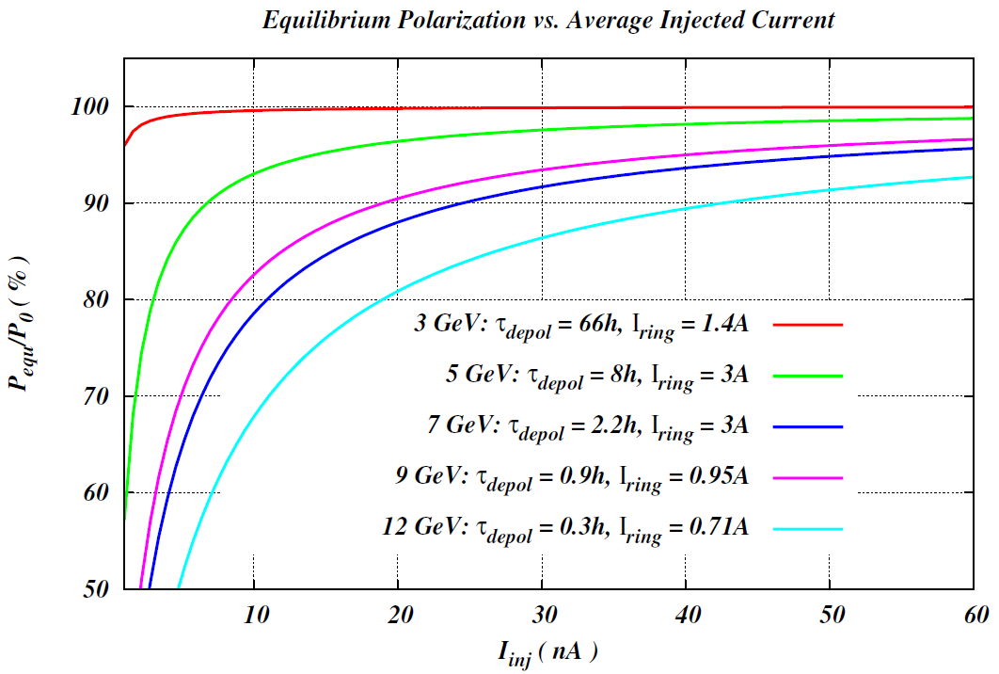 Equilibrium Polarization vs. Average Injected Current
P_equ/P_0 ( % )
100
90
80
70
60
50
3 GeV: τ_depol = 66h, I_ring = 1.4A
5 GeV: τ_depol = 8h, I_ring = 3A
7 GeV: τ_depol = 2.2h, I_ring = 3A
9 GeV: τ_depol = 0.9h, I_ring = 0.95A
12 GeV: τ_depol = 0.3h, I_ring = 0.71A
10 20 30 40 50 60
I_inj ( nA )